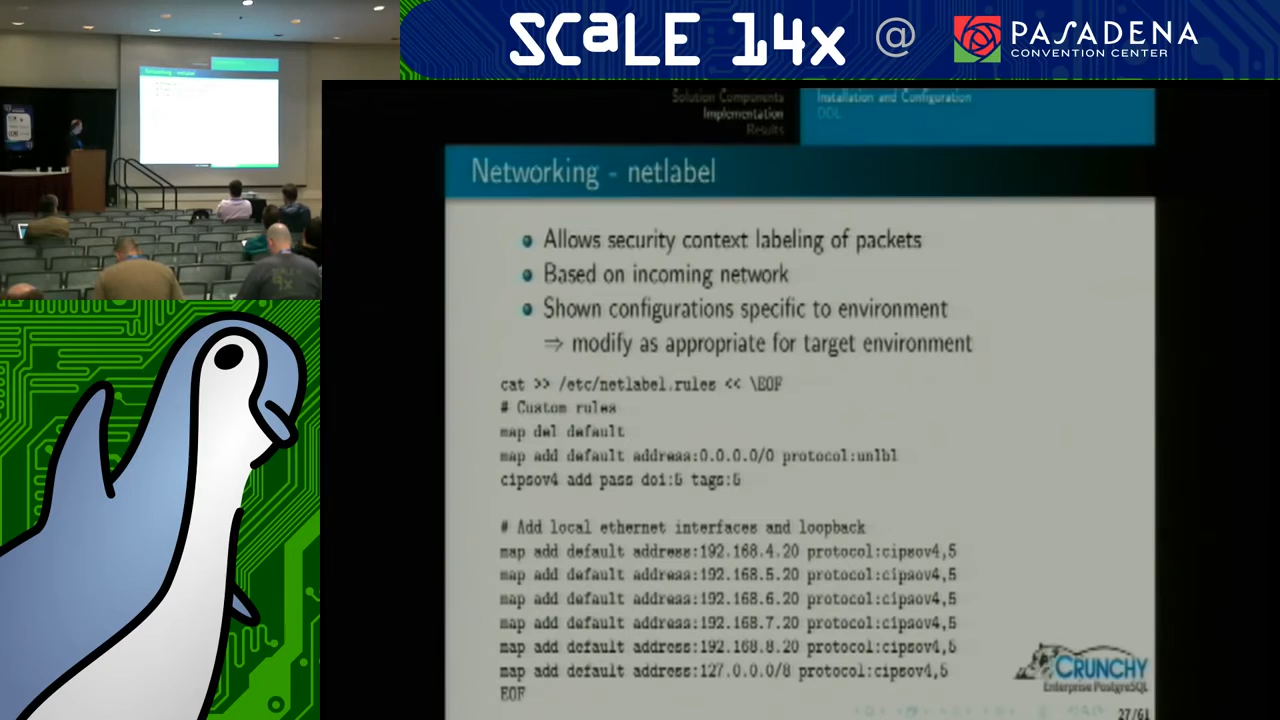 SCaLE 14x @ PASADENA
CONVENTION CENTER
Solution Components
Implementation
Results
Installation and Configuration
DDL
Networking - netlabel
Allows security context labeling of packets
Based on incoming network
Shown configurations specific to environment
⇒ modify as appropriate for target environment
cat >> /etc/netlabel.rules << \EOF
# Custom rules
map del default
map add default address:0.0.0.0/0 protocol:unlbl
cipsov4 add pass doi:5 tags:5
# Add local ethernet interfaces and loopback
map add default address:192.168.4.20 protocol:cipsov4,5
map add default address:192.168.5.20 protocol:cipsov4,5
map add default address:192.168.6.20 protocol:cipsov4,5
map add default address:192.168.7.20 protocol:cipsov4,5
map add default address:192.168.8.20 protocol:cipsov4,5
map add default address:127.0.0.0/8 protocol:cipsov4,5
EOF
CRUNCHY
Enterprise PostgreSQL
27/61